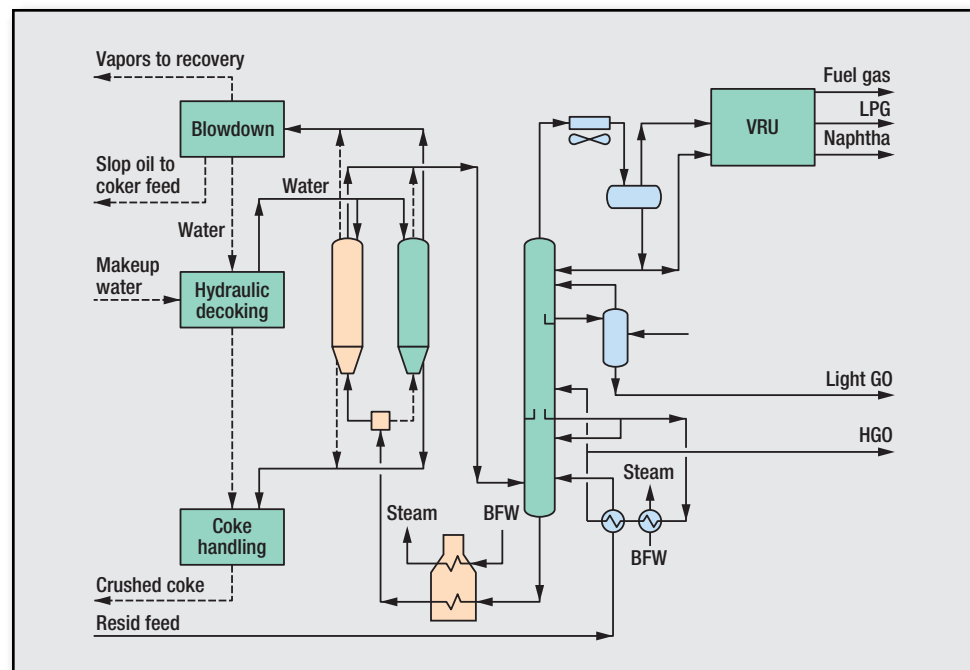 Vapors to recovery
Blowdown
Slop oil to
coker feed
Water
Water
Makeup
water
Hydraulic
decoking
Coke
handling
Crushed coke
Resid feed
Steam
BFW
Fuel gas
LPG
Naphtha
VRU
Light GO
HGO
Steam
BFW